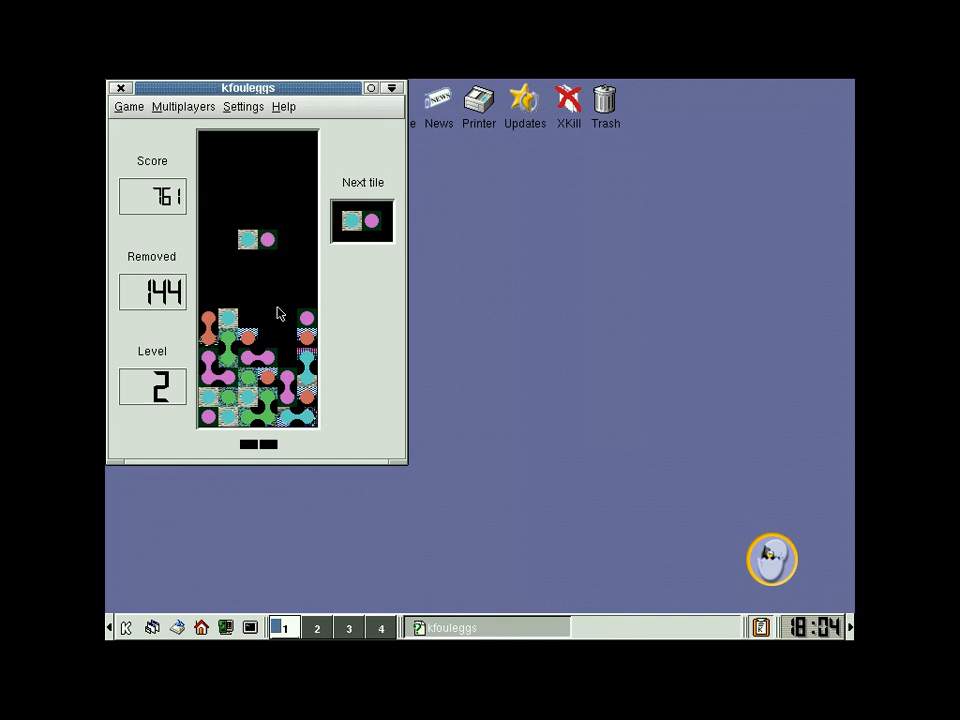 kfouleggs
Game Multiplayers Settings Help
e News Printer Updates XKill Trash
Score
761
Next tile
Removed
144
Level
2
1 2 3 4 kfouleggs 18:04